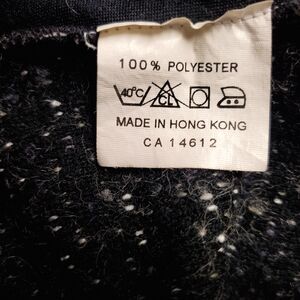 100% POLYESTER
40°C CL
MADE IN HONG KONG
CA 14612